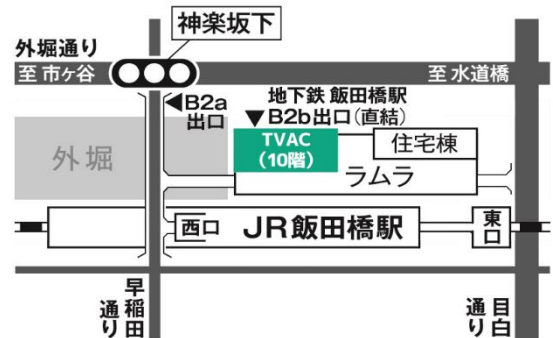 神楽坂下
外堀通り
至 市ヶ谷
至 水道橋
◀B2a
出口
地下鉄 飯田橋駅
▼B2b出口(直結)
TVAC
(10階)
住宅棟
外堀
ラムラ
西口
JR飯田橋駅
東口
早稲田通り
目白通り